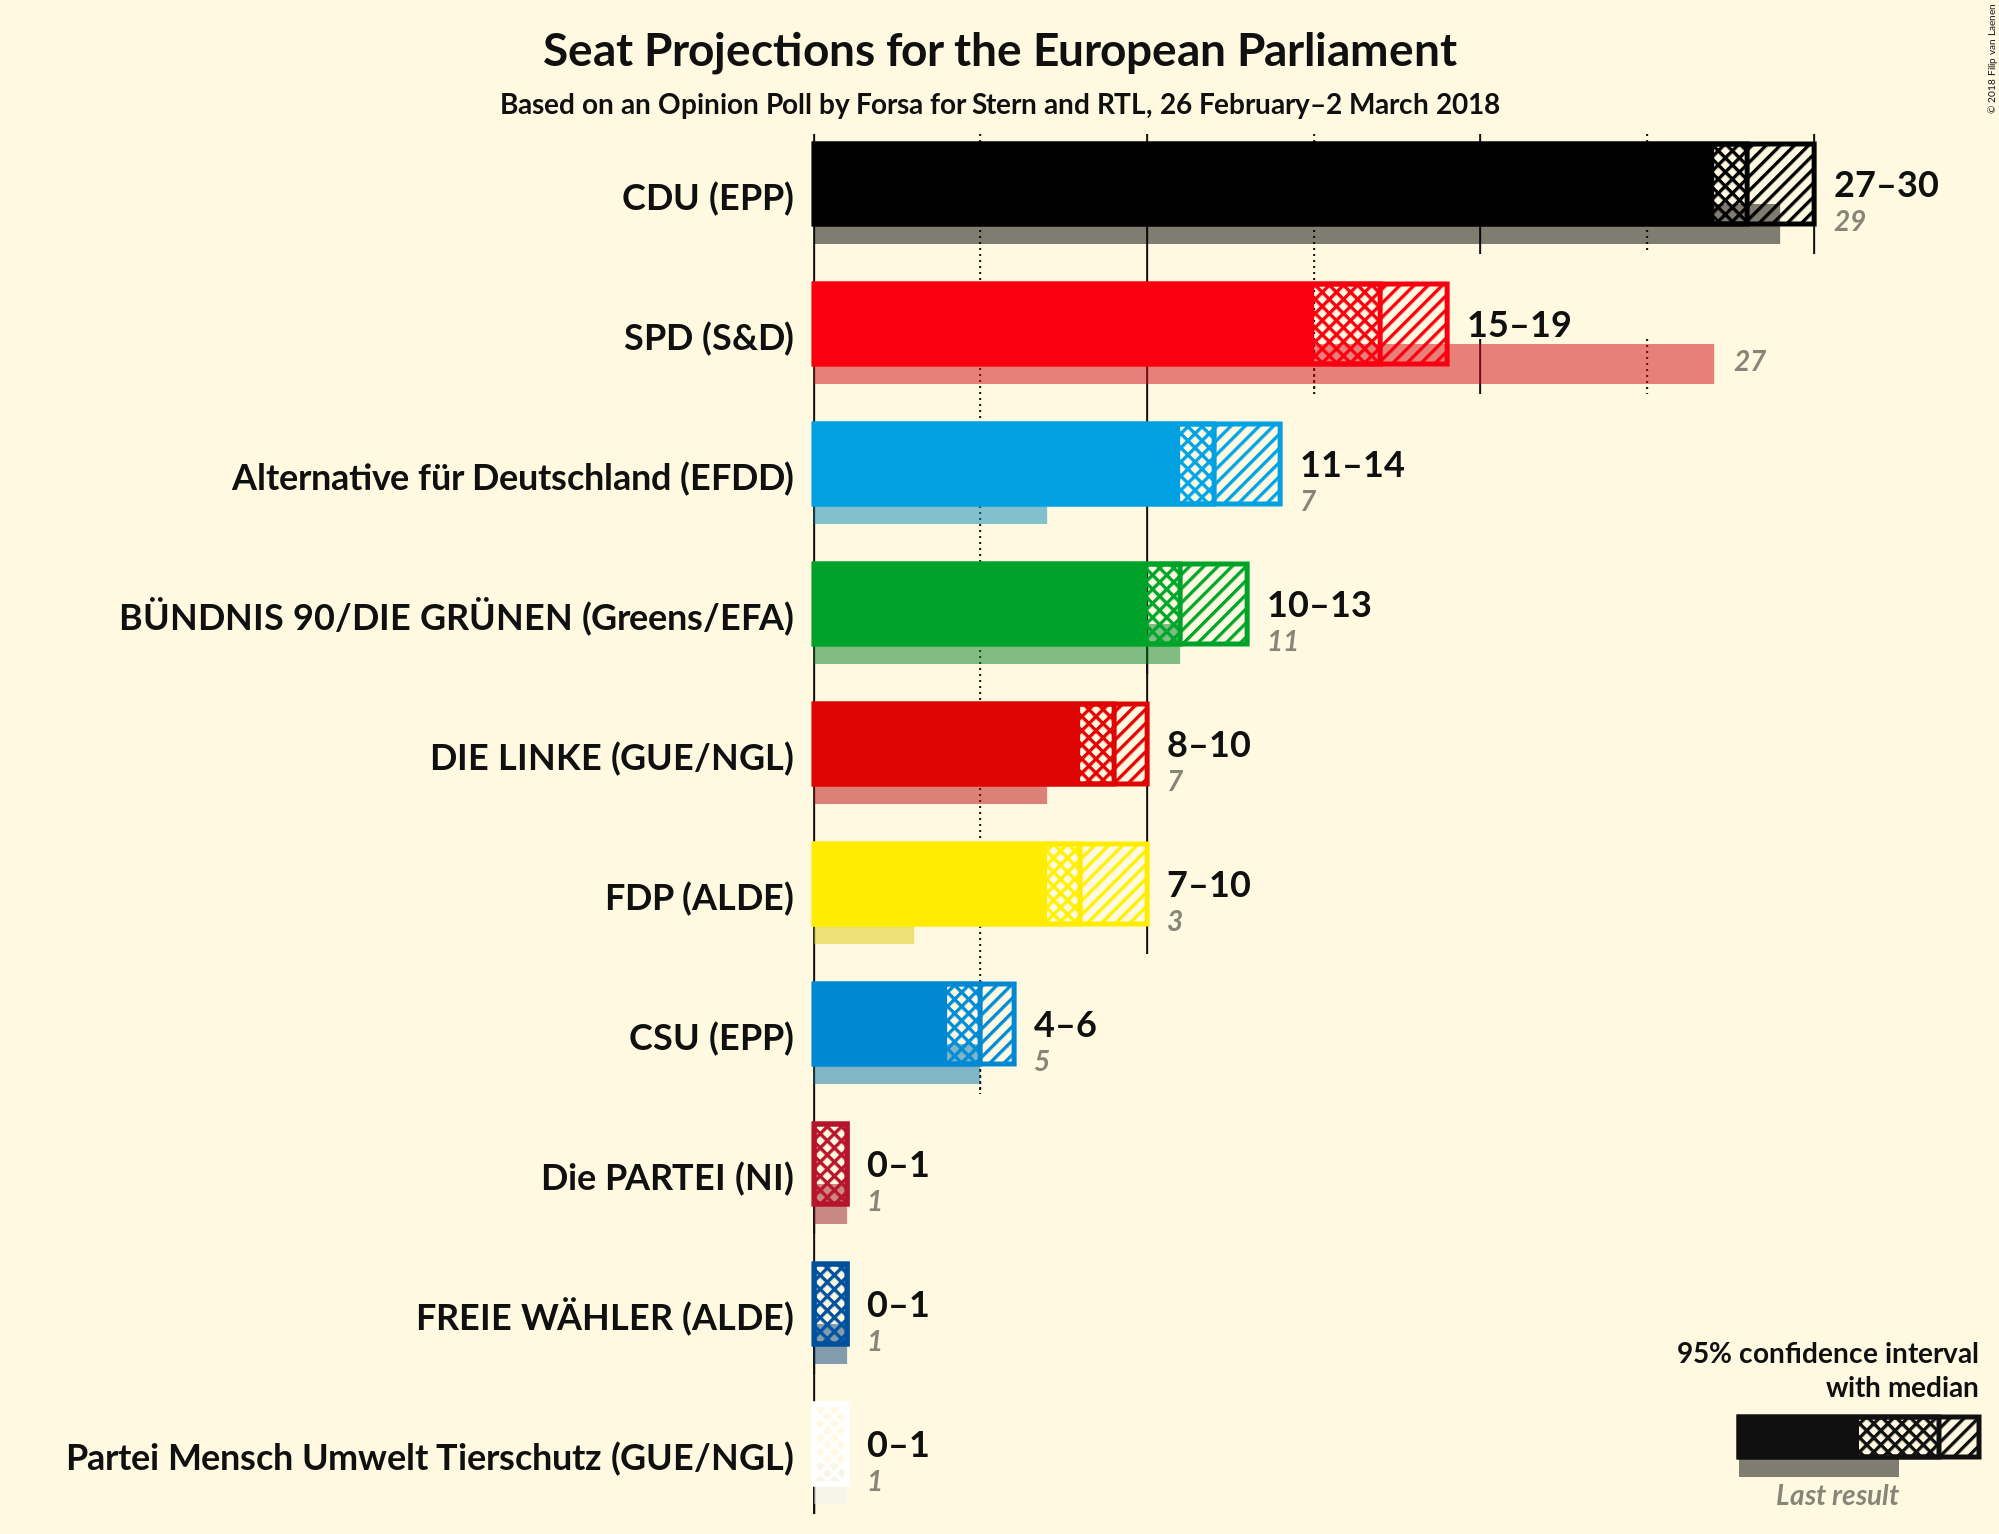 Seat Projections for the European Parliament
Based on an Opinion Poll by Forsa for Stern and RTL, 26 February–2 March 2018
© 2018 Filip van Laenen
CDU (EPP)
27–30
29
SPD (S&D)
15–19
27
Alternative für Deutschland (EFDD)
11–14
7
BÜNDNIS 90/DIE GRÜNEN (Greens/EFA)
10–13
11
DIE LINKE (GUE/NGL)
8–10
7
FDP (ALDE)
7–10
3
CSU (EPP)
4–6
5
Die PARTEI (NI)
0–1
1
FREIE WÄHLER (ALDE)
0–1
1
Partei Mensch Umwelt Tierschutz (GUE/NGL)
0–1
1
95% confidence interval
with median
Last result